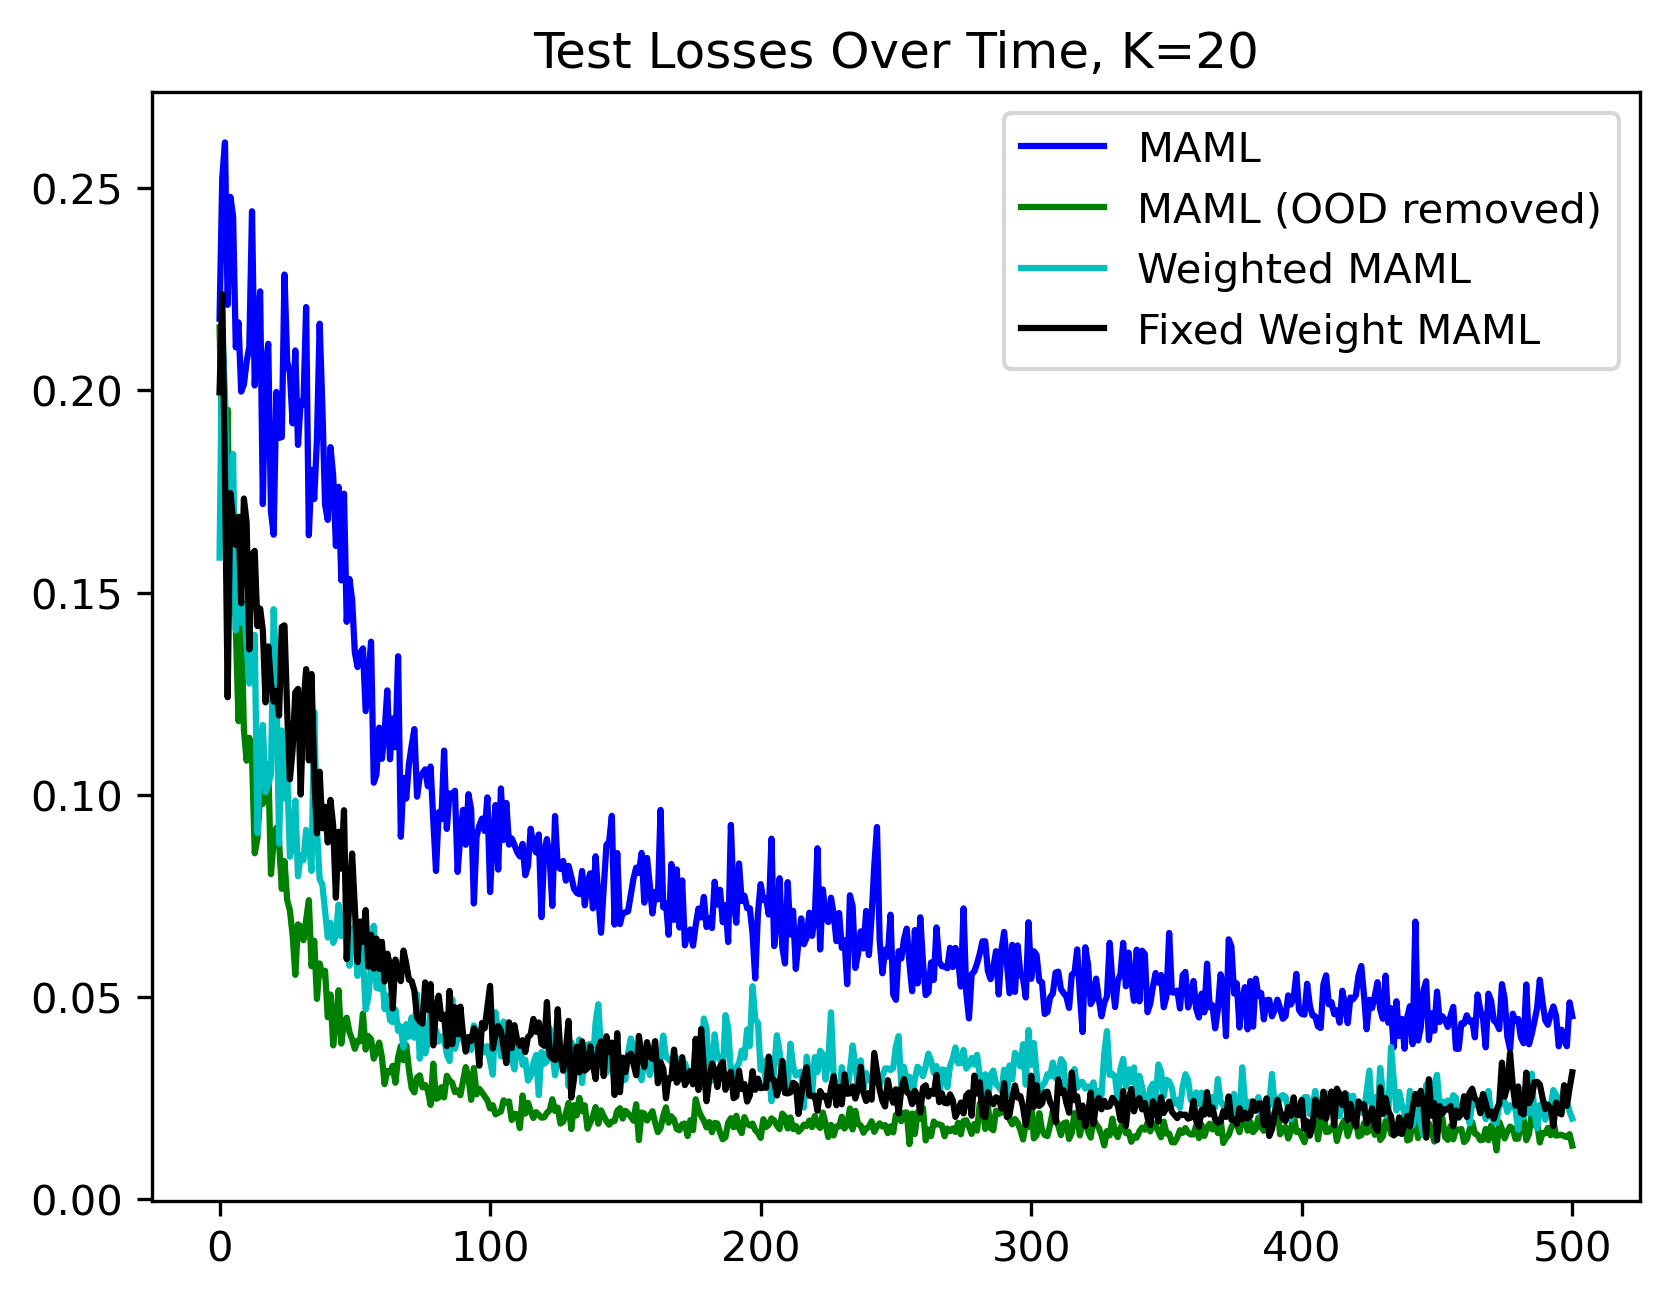 Test Losses Over Time, K=20
MAML
MAML (OOD removed)
Weighted MAML
Fixed Weight MAML
0.25
0.20
0.15
0.10
0.05
0.00
0 100 200 300 400 500